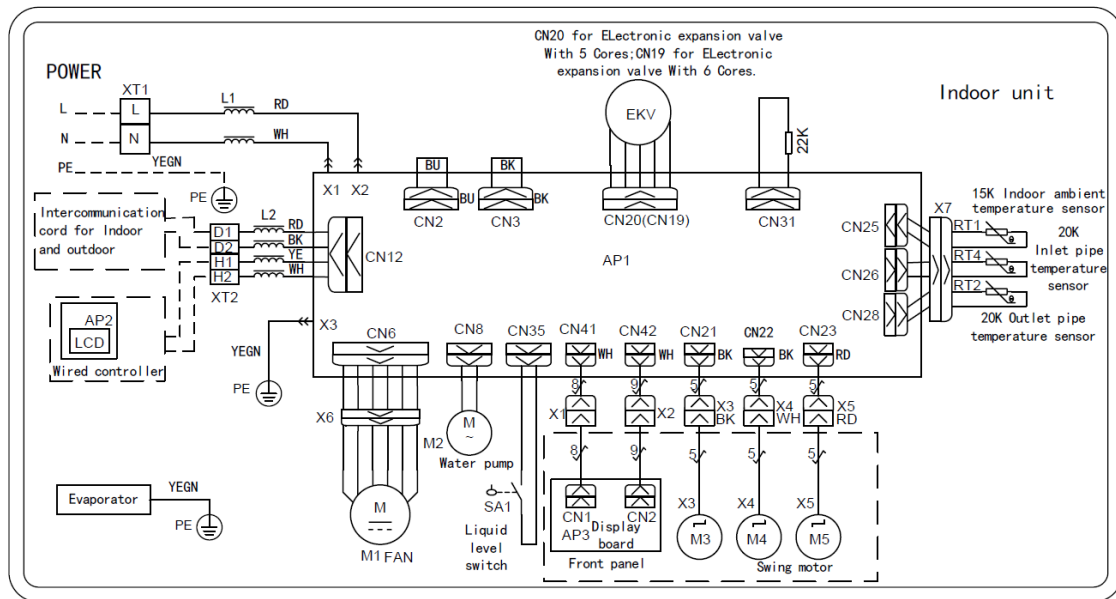 CN20 for ELectronic expansion valve
With 5 Cores;CN19 for ELectronic
expansion valve With 6 Cores.
POWER
Indoor unit
XT1
L
L
L1
RD
N
N
WH
PE
YEGN
PE
EKV
22K
X1
X2
BU
BU
CN2
BK
BK
CN3
CN20(CN19)
CN31
AP1
Intercommunication
cord for Indoor
and outdoor
L2
D1
RD
D2
BK
H1
YE
H2
WH
XT2
CN12
CN25
CN26
CN28
X7
15K Indoor ambient
temperature sensor
RT1
20K
Inlet pipe
temperature
sensor
RT4
RT2
20K Outlet pipe
temperature sensor
AP2
LCD
Wired controller
X3
YEGN
PE
CN6
CN8
CN35
CN41
CN42
CN21
CN22
CN23
WH
WH
BK
BK
RD
8
9
5
5
5
X6
X1
X2
X3
BK
X4
WH
X5
RD
M2
M
~
Water pump
8
9
5
5
5
Evaporator
YEGN
PE
M
M1 FAN
SA1
Liquid
level
switch
CN1
CN2
AP3
Display
board
Front panel
X3
X4
X5
M3
M4
M5
Swing motor